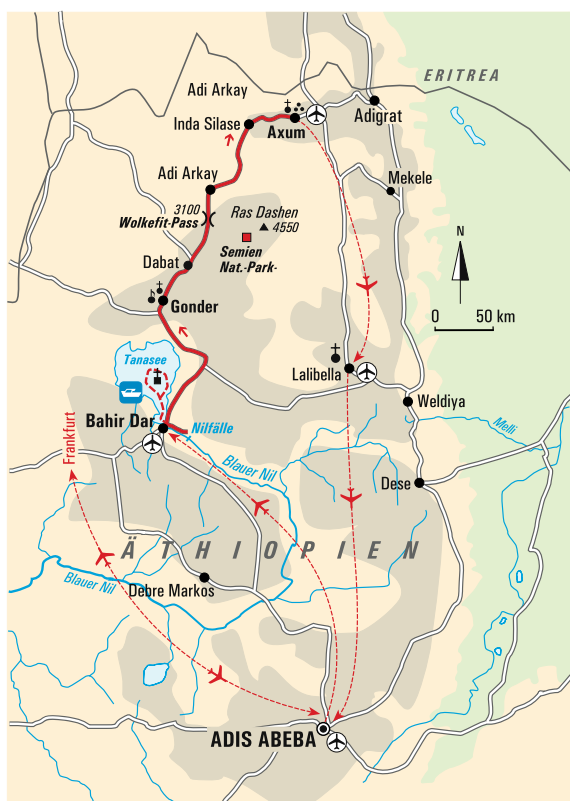 ERITREA
Adi Arkay
Inda Silase
Axum
Adigrat
Adi Arkay
Mekele
3100
Wolkefit-Pass
Ras Dashen
4550
Semien
Nat.-Park-
N
Dabat
Gonder
0 50 km
Tanasee
Lalibella
Weldiya
Bahir Dar
Nilfälle
Melli
Frankfurt
Blauer Nil
Dese
ÄTHIOPIEN
Blauer Nil
Debre Markos
ADIS ABEBA